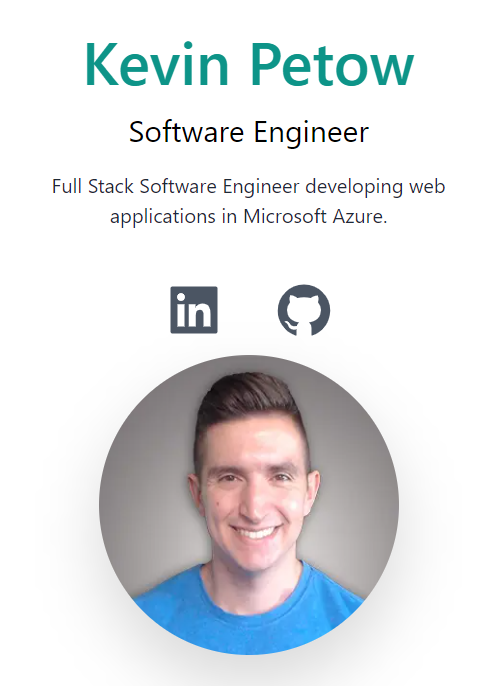 Kevin Petow
Software Engineer
Full Stack Software Engineer developing web
applications in Microsoft Azure.
in